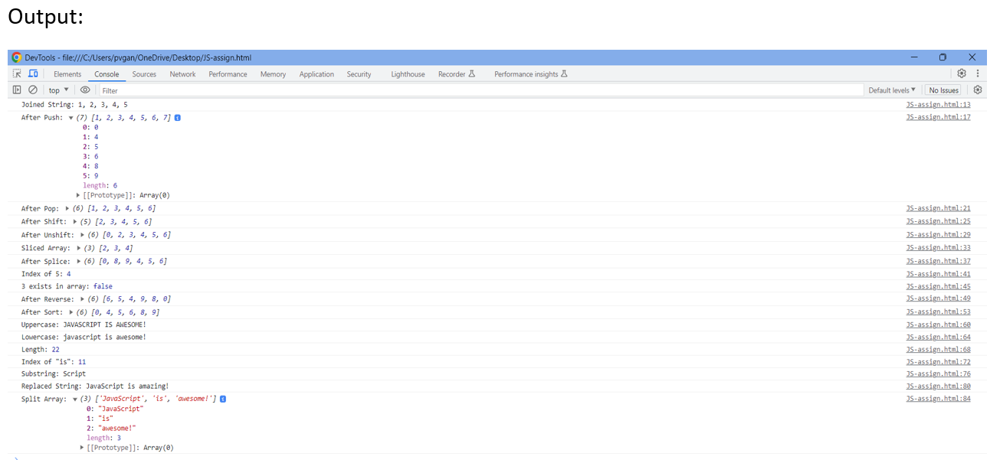 Output:
DevTools - file:///C:/Users/pvgan/OneDrive/Desktop/JS-assign.html
Elements Console Sources Network Performance Memory Application Security Lighthouse Recorder Performance insights
top Filter Default levels No Issues
Joined String: 1, 2, 3, 4, 5 JS-assign.html:13
After Push: (7) [1, 2, 3, 4, 5, 6, 7] JS-assign.html:17
0: 0
1: 4
2: 5
3: 6
4: 8
5: 9
length: 6
[[Prototype]]: Array(0)
After Pop: (6) [1, 2, 3, 4, 5, 6] JS-assign.html:21
After Shift: (5) [2, 3, 4, 5, 6] JS-assign.html:25
After Unshift: (6) [0, 2, 3, 4, 5, 6] JS-assign.html:29
Sliced Array: (3) [2, 3, 4] JS-assign.html:33
After Splice: (6) [0, 8, 9, 4, 5, 6] JS-assign.html:37
Index of 5: 4 JS-assign.html:41
3 exists in array: false JS-assign.html:45
After Reverse: (6) [6, 5, 4, 9, 8, 0] JS-assign.html:49
After Sort: (6) [0, 4, 5, 6, 8, 9] JS-assign.html:53
Uppercase: JAVASCRIPT IS AWESOME! JS-assign.html:60
Lowercase: javascript is awesome! JS-assign.html:64
Length: 22 JS-assign.html:68
Index of "is": 11 JS-assign.html:72
Substring: Script JS-assign.html:76
Replaced String: JavaScript is amazing! JS-assign.html:80
Split Array: (3) ['JavaScript', 'is', 'awesome!'] JS-assign.html:84
0: "JavaScript"
1: "is"
2: "awesome!"
length: 3
[[Prototype]]: Array(0)